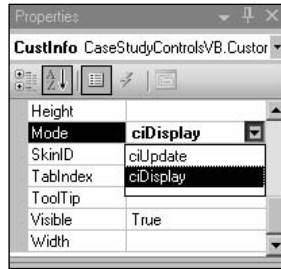 Properties
CustInfo CaseStudyControlsVB.Custor
Height
Mode ciDisplay
SkinID ciUpdate
TabIndex ciDisplay
ToolTip
Visible True
Width